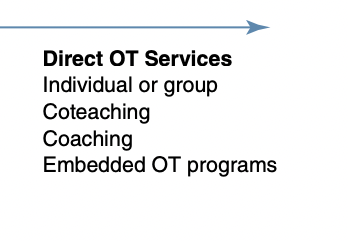 Direct OT Services
Individual or group
Coteaching
Coaching
Embedded OT programs